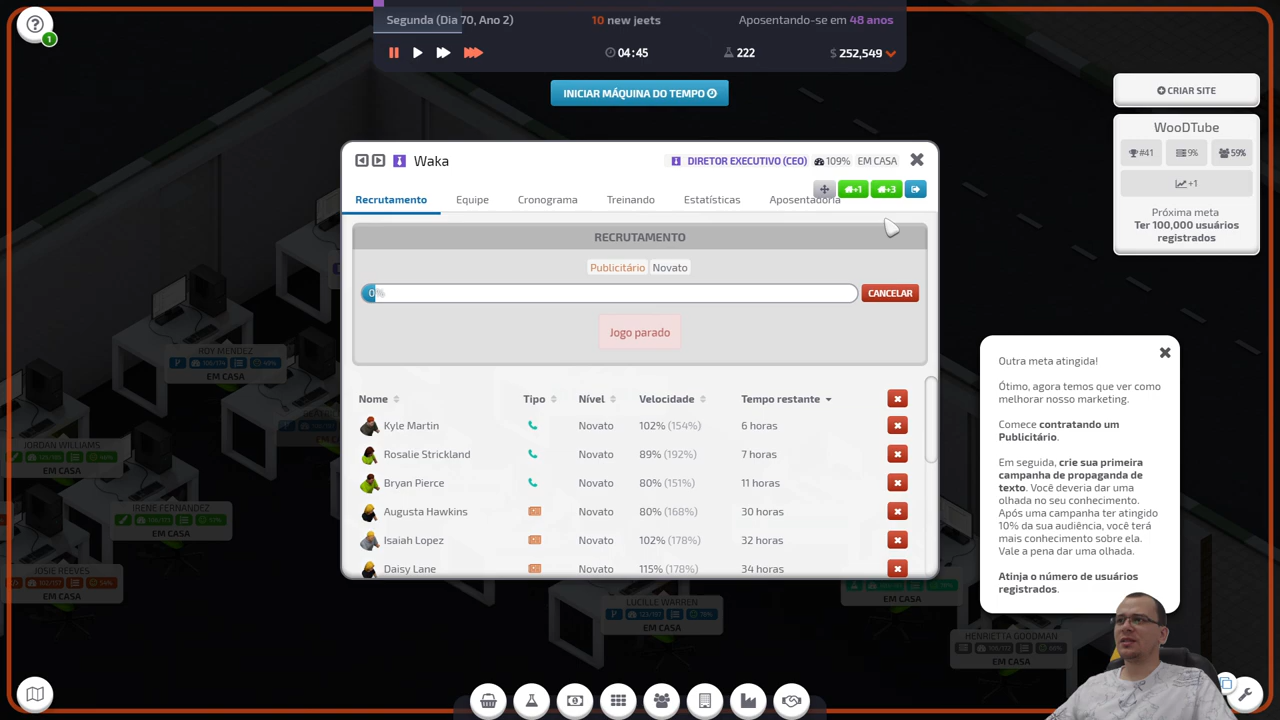 Segunda (Dia 70, Ano 2)
10 new jeets
Aposentando-se em 48 anos
04:45
222
$ 252,549
1
INICIAR MÁQUINA DO TEMPO
CRIAR SITE
WooDTube
#41
9%
59%
+1
Próxima meta
Ter 100,000 usuários
registrados
Waka
DIRETOR EXECUTIVO (CEO)
109%
EM CASA
+1
+3
Recrutamento
Equipe
Cronograma
Treinando
Estatísticas
Aposentadoria
RECRUTAMENTO
Publicitário Novato
0%
CANCELAR
Jogo parado
Nome Tipo Nível Velocidade Tempo restante
Kyle Martin Novato 102% (154%) 6 horas
Rosalie Strickland Novato 89% (192%) 7 horas
Bryan Pierce Novato 80% (151%) 11 horas
Augusta Hawkins Novato 80% (168%) 30 horas
Isaiah Lopez Novato 102% (178%) 32 horas
Daisy Lane Novato 115% (178%) 34 horas
Outra meta atingida!
Ótimo, agora temos que ver como
melhorar nosso marketing.
Comece contratando um
Publicitário.
Em seguida, crie sua primeira
campanha de propaganda de
texto. Você deveria dar uma
olhada no seu conhecimento.
Após uma campanha ter atingido
10% da sua audiência, você terá
mais conhecimento sobre ela.
Vale a pena dar uma olhada.
Atinja o número de usuários
registrados.
ROY MENDEZ
EM CASA
JORDAN WILLIAMS
EM CASA
IRENE FERNANDEZ
EM CASA
JOSIE REEVES
EM CASA
LUCILLE WARREN
EM CASA
EM CASA
HENRIETTA GOODMAN
EM CASA